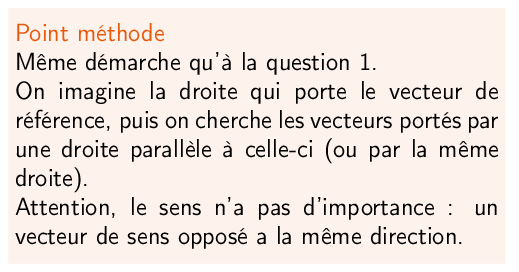 Point méthode
Même démarche qu'à la question 1.
On imagine la droite qui porte le vecteur de
référence, puis on cherche les vecteurs portés par
une droite parallèle à celle-ci (ou par la même
droite).
Attention, le sens n'a pas d'importance : un
vecteur de sens opposé a la même direction.